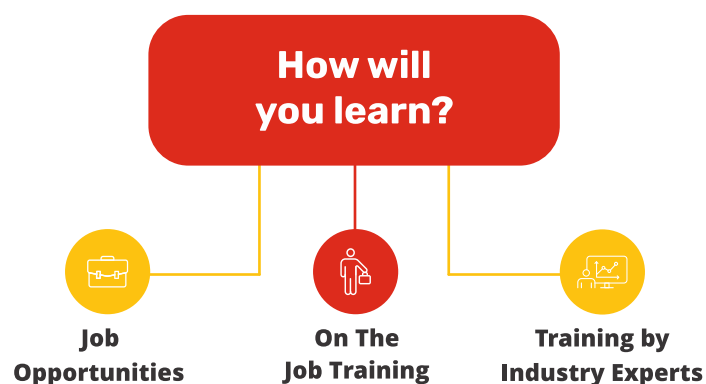 How will
you learn?
Job
Opportunities
On The
Job Training
Training by
Industry Experts